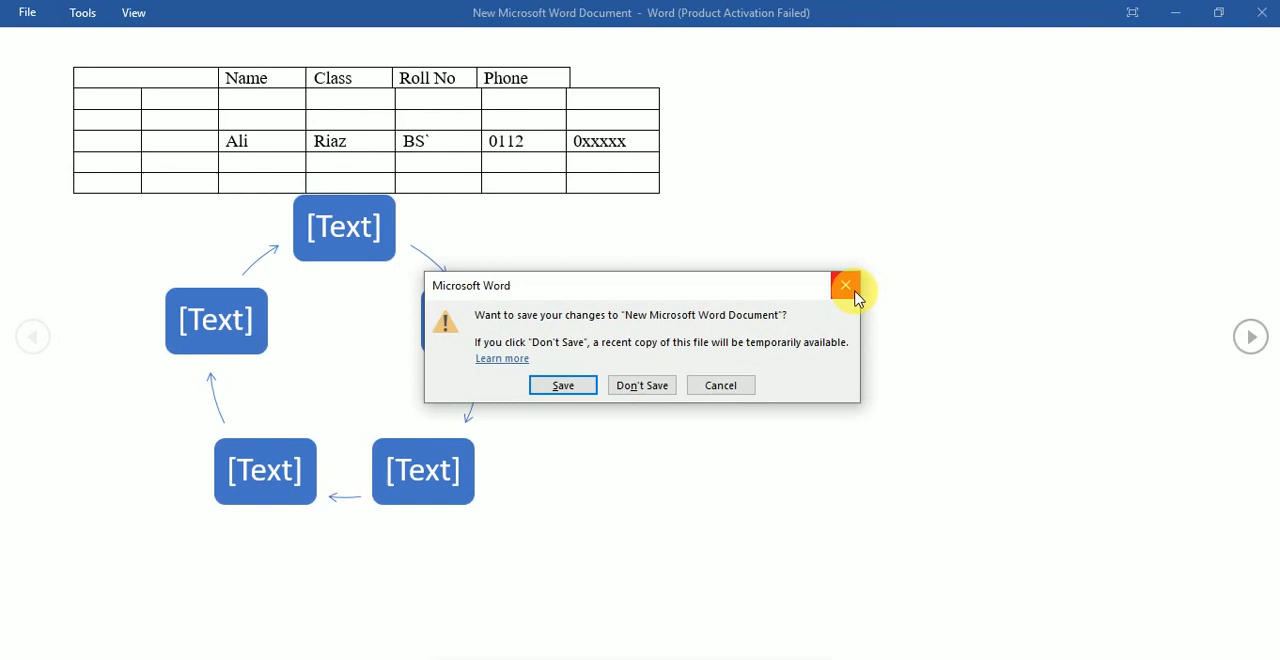 File Tools View New Microsoft Word Document - Word (Product Activation Failed)
Name Class Roll No Phone
Ali Riaz BS` 0112 0xxxxx
[Text]
[Text]
Microsoft Word
Want to save your changes to "New Microsoft Word Document"?
If you click "Don't Save", a recent copy of this file will be temporarily available.
Learn more
Save Don't Save Cancel
[Text] [Text]